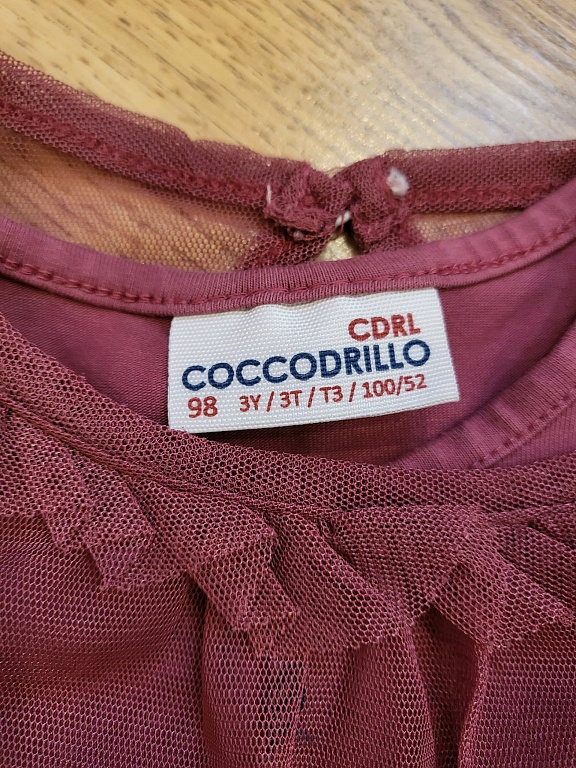 CDRL
COCCODRILLO
98 3Y / 3T / T3 / 100/52